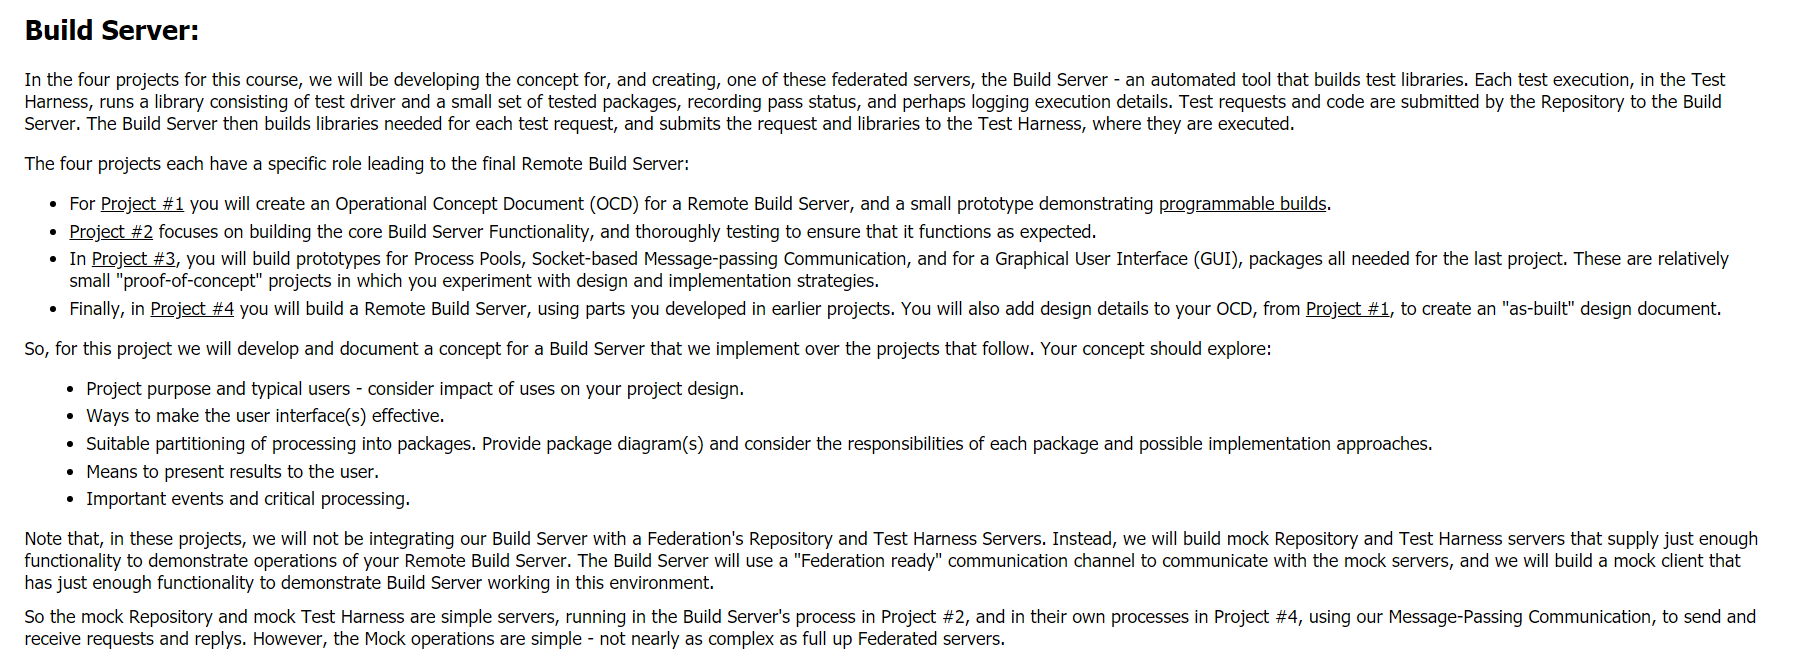 Build Server:
In the four projects for this course, we will be developing the concept for, and creating, one of these federated servers, the Build Server - an automated tool that builds test libraries. Each test execution, in the Test
Harness, runs a library consisting of test driver and a small set of tested packages, recording pass status, and perhaps logging execution details. Test requests and code are submitted by the Repository to the Build
Server. The Build Server then builds libraries needed for each test request, and submits the request and libraries to the Test Harness, where they are executed.
The four projects each have a specific role leading to the final Remote Build Server:
• For Project #1 you will create an Operational Concept Document (OCD) for a Remote Build Server, and a small prototype demonstrating programmable builds.
• Project #2 focuses on building the core Build Server Functionality, and thoroughly testing to ensure that it functions as expected.
• In Project #3, you will build prototypes for Process Pools, Socket-based Message-passing Communication, and for a Graphical User Interface (GUI), packages all needed for the last project. These are relatively
small "proof-of-concept" projects in which you experiment with design and implementation strategies.
• Finally, in Project #4 you will build a Remote Build Server, using parts you developed in earlier projects. You will also add design details to your OCD, from Project #1, to create an "as-built" design document.
So, for this project we will develop and document a concept for a Build Server that we implement over the projects that follow. Your concept should explore:
• Project purpose and typical users - consider impact of uses on your project design.
• Ways to make the user interface(s) effective.
• Suitable partitioning of processing into packages. Provide package diagram(s) and consider the responsibilities of each package and possible implementation approaches.
• Means to present results to the user.
• Important events and critical processing.
Note that, in these projects, we will not be integrating our Build Server with a Federation's Repository and Test Harness Servers. Instead, we will build mock Repository and Test Harness servers that supply just enough
functionality to demonstrate operations of your Remote Build Server. The Build Server will use a "Federation ready" communication channel to communicate with the mock servers, and we will build a mock client that
has just enough functionality to demonstrate Build Server working in this environment.
So the mock Repository and mock Test Harness are simple servers, running in the Build Server's process in Project #2, and in their own processes in Project #4, using our Message-Passing Communication, to send and
receive requests and replys. However, the Mock operations are simple - not nearly as complex as full up Federated servers.